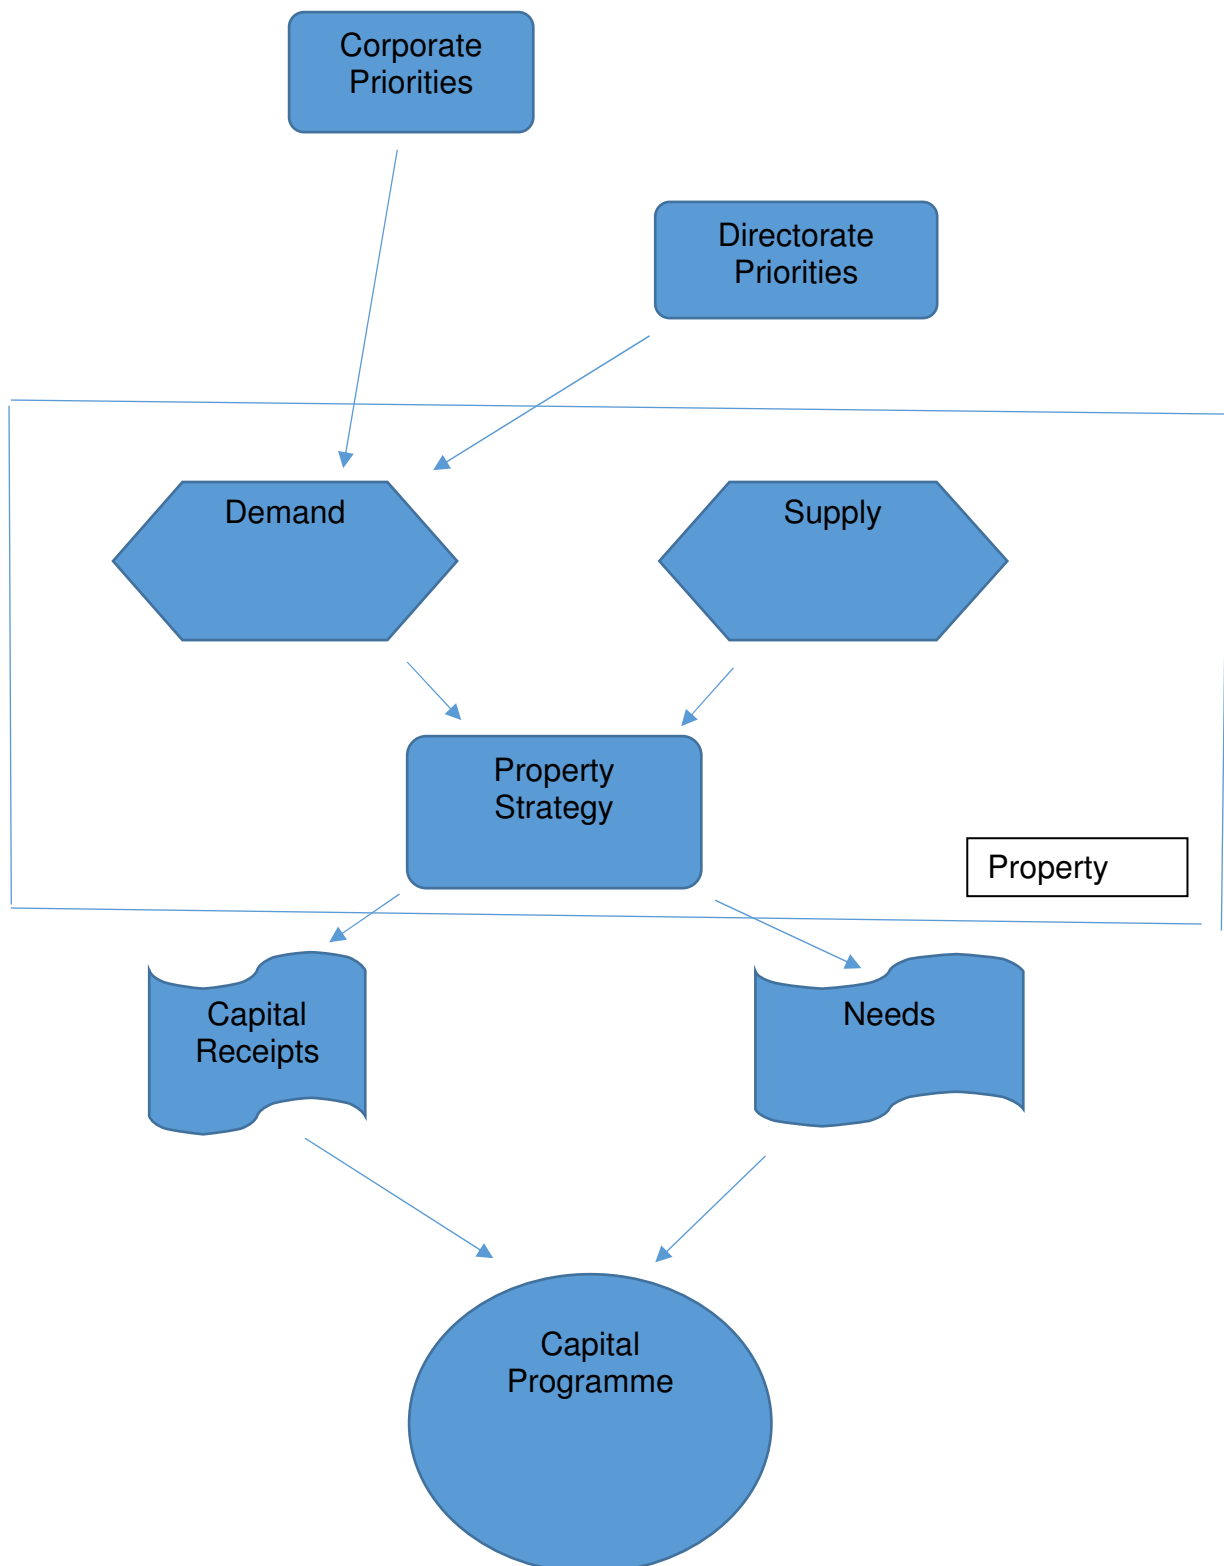 Corporate
Priorities
Directorate
Priorities
Demand
Supply
Property
Strategy
Property
Capital
Receipts
Needs
Capital
Programme